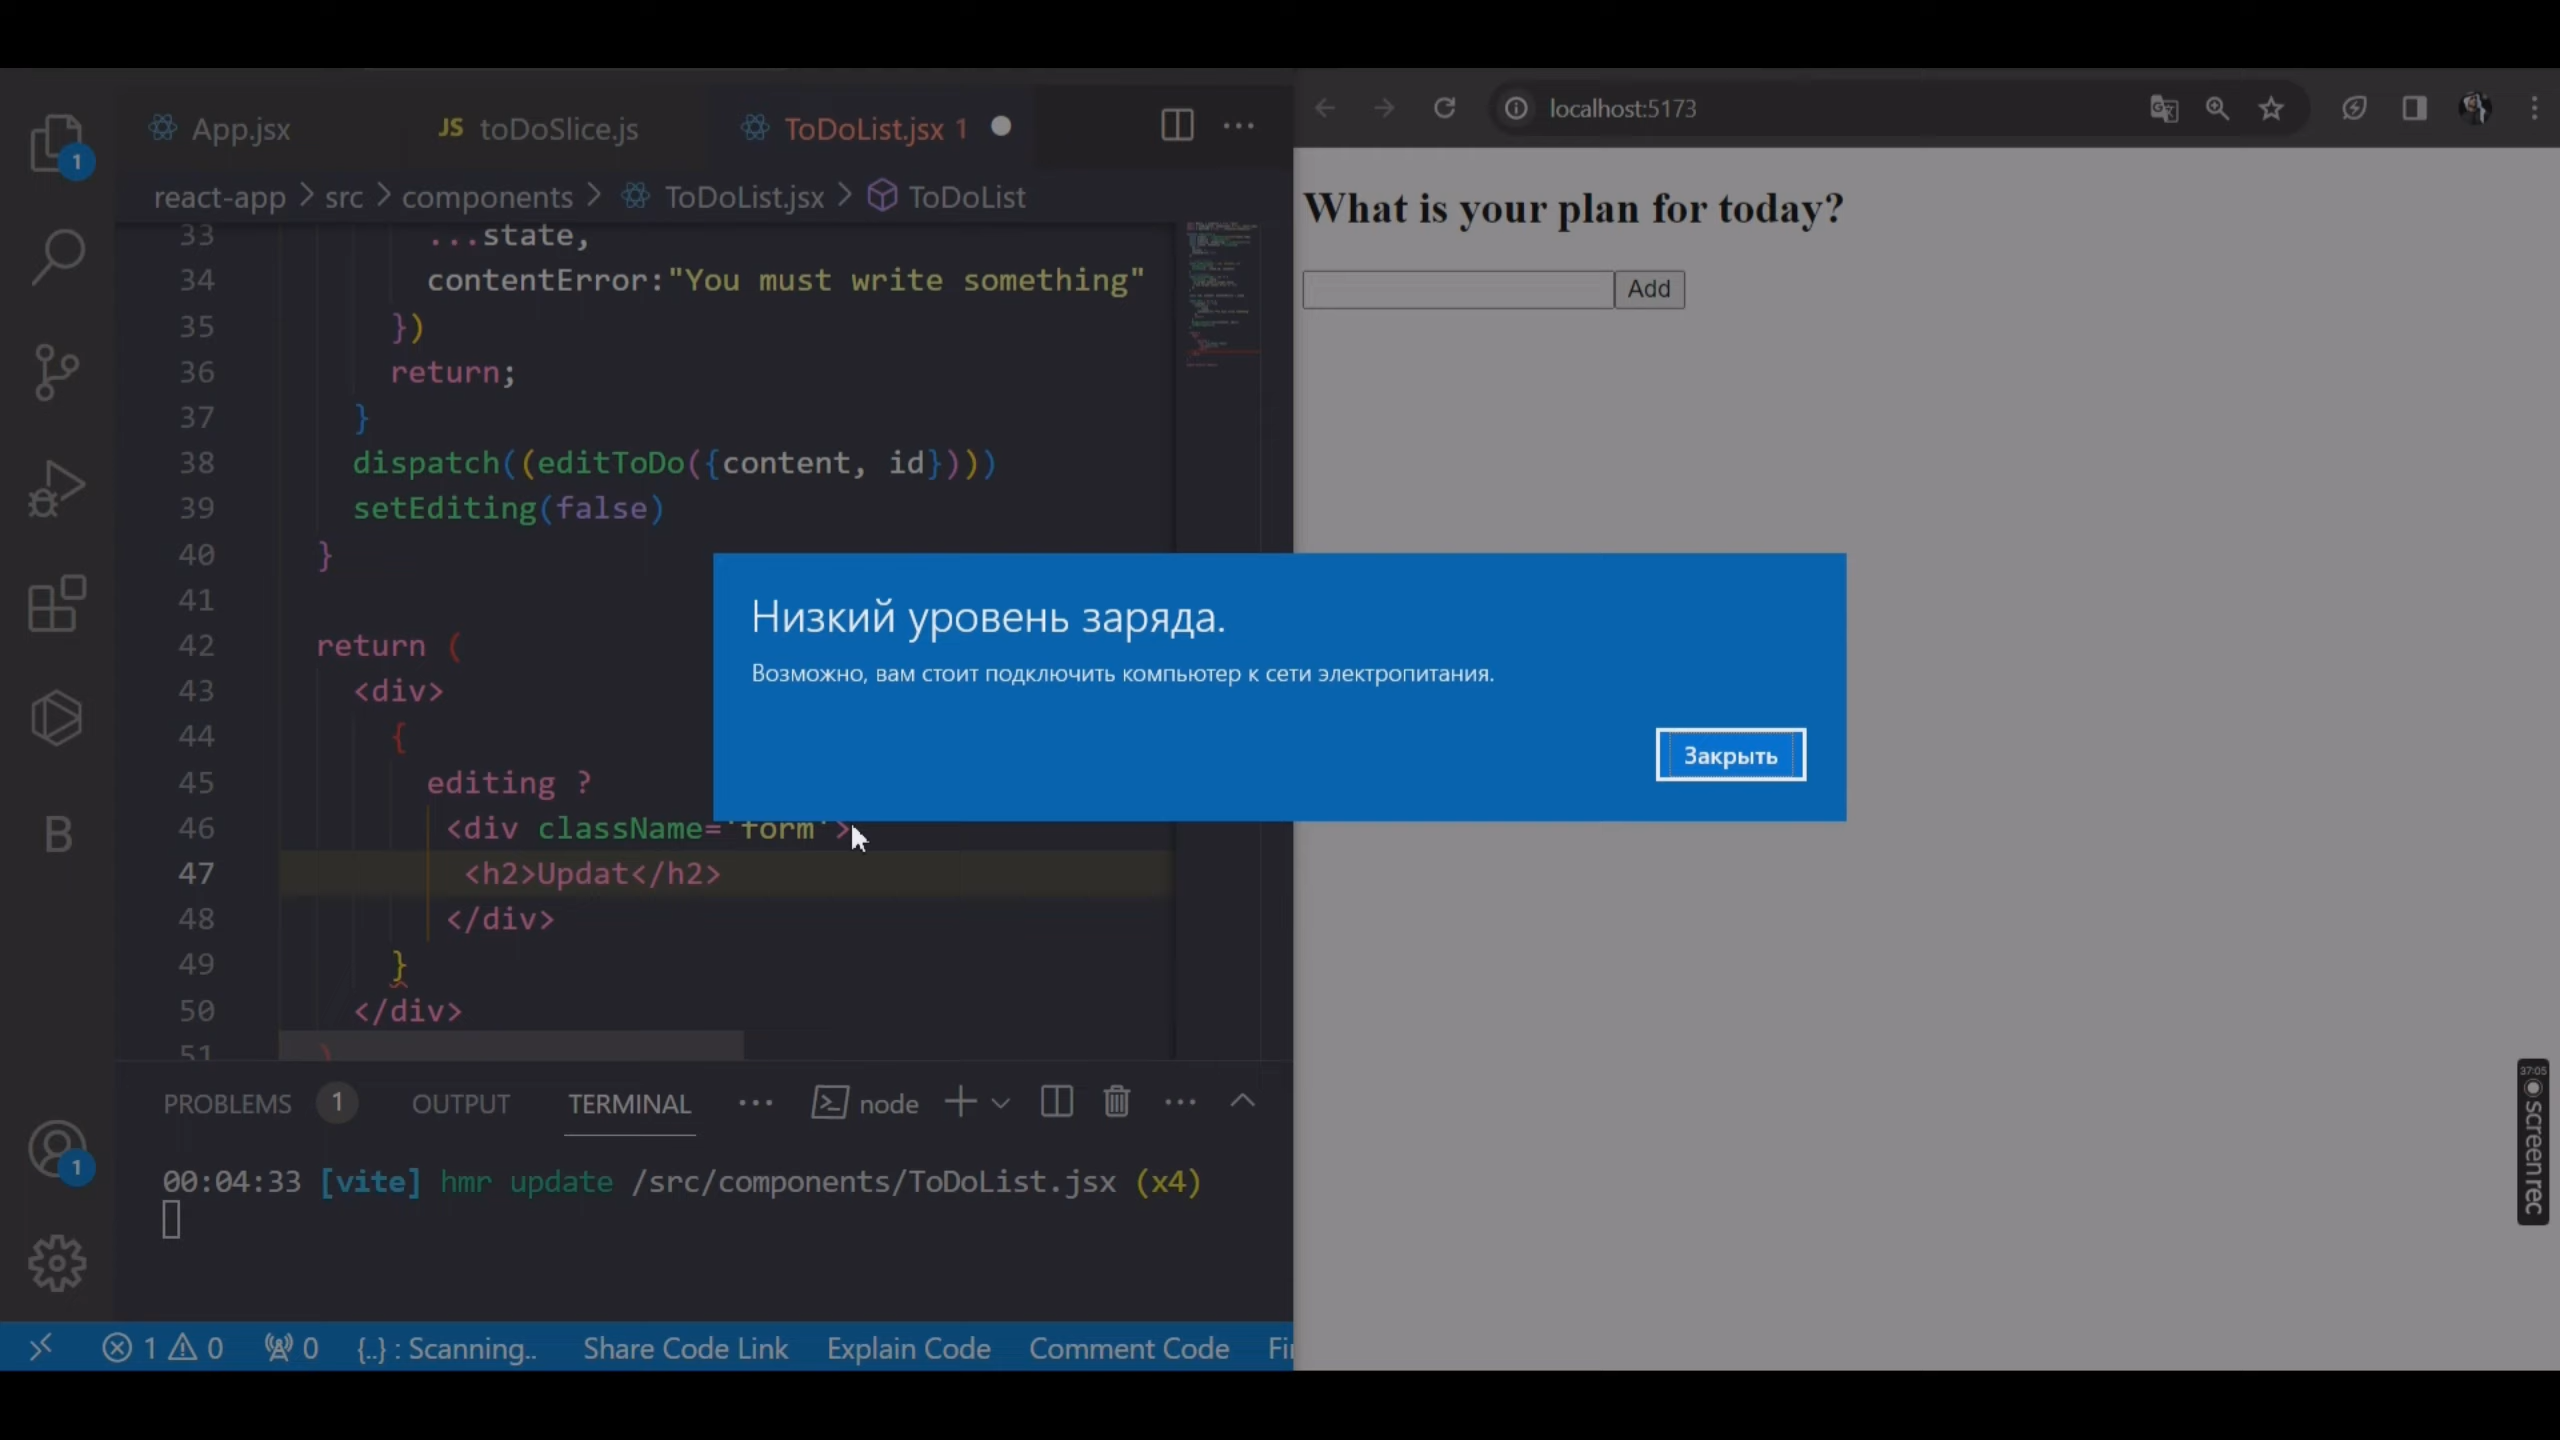 App.jsx
JS toDoSlice.js
ToDoList.jsx 1
react-app > src > components > ToDoList.jsx > ToDoList
33 ...state,
34 contentError:"You must write something"
35 })
36 return;
37 }
38 dispatch((editToDo({content, id})))
39 setEditing(false)
40 }
41
42 return (
43 <div>
44 {
45 editing ?
46 <div className='form'>
47 <h2>Updat</h2>
48 </div>
49 }
50 </div>
51 )
1
B
1
PROBLEMS 1 OUTPUT TERMINAL ... node
00:04:33 [vite] hmr update /src/components/ToDoList.jsx (x4)
1 0 0 {..} : Scanning.. Share Code Link Explain Code Comment Code
localhost:5173
What is your plan for today?
Add
Низкий уровень заряда.
Возможно, вам стоит подключить компьютер к сети электропитания.
Закрыть
37:05
screenrec